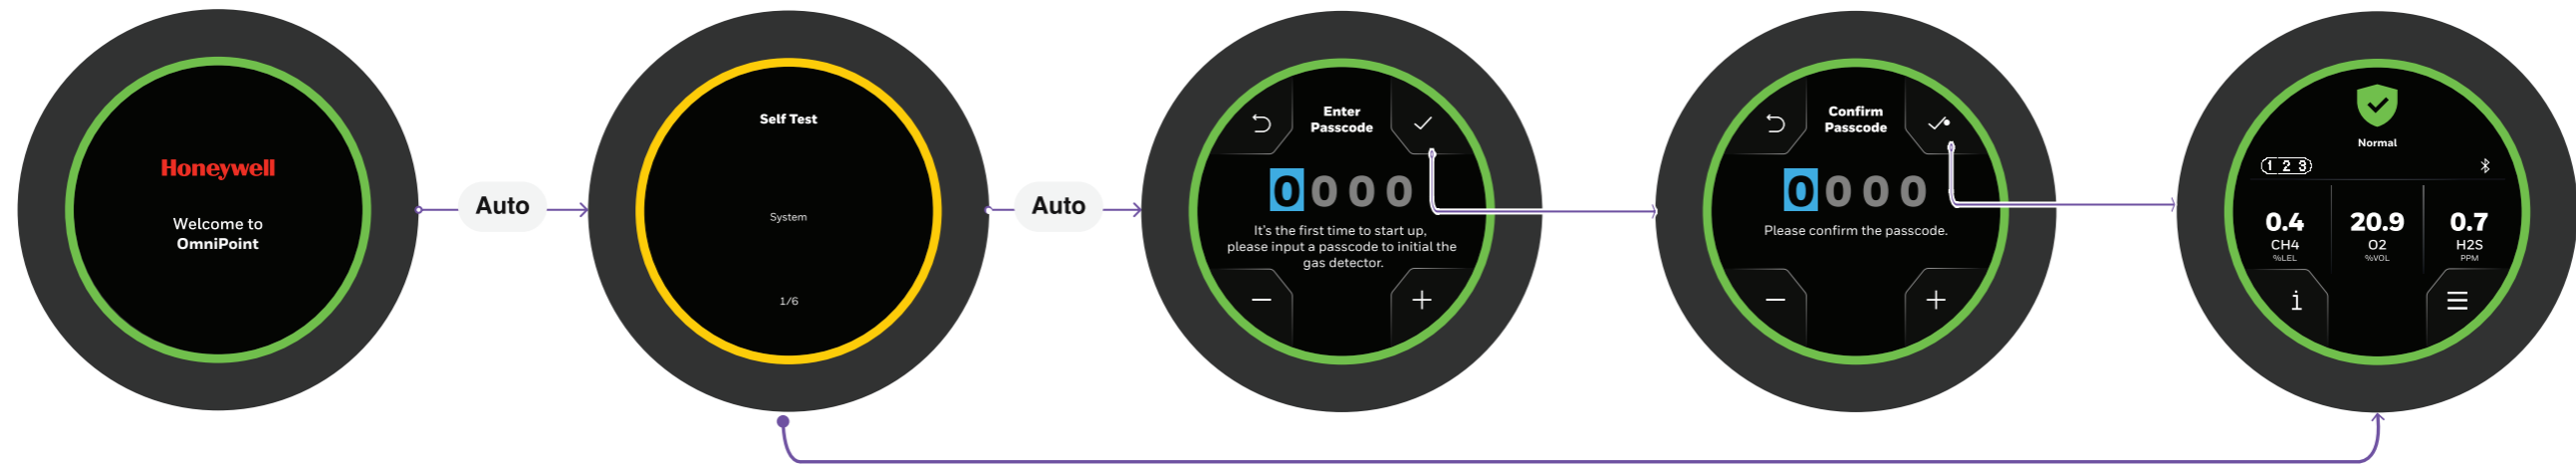 Honeywell
Welcome to
OmniPoint
Auto
Self Test
System
1/6
Auto
Enter
Passcode
0000
It's the first time to start up,
please input a passcode to initial the
gas detector.
Confirm
Passcode
0000
Please confirm the passcode.
Normal
1 2 3
0.4
CH4
%LEL
20.9
O2
%VOL
0.7
H2S
PPM
i